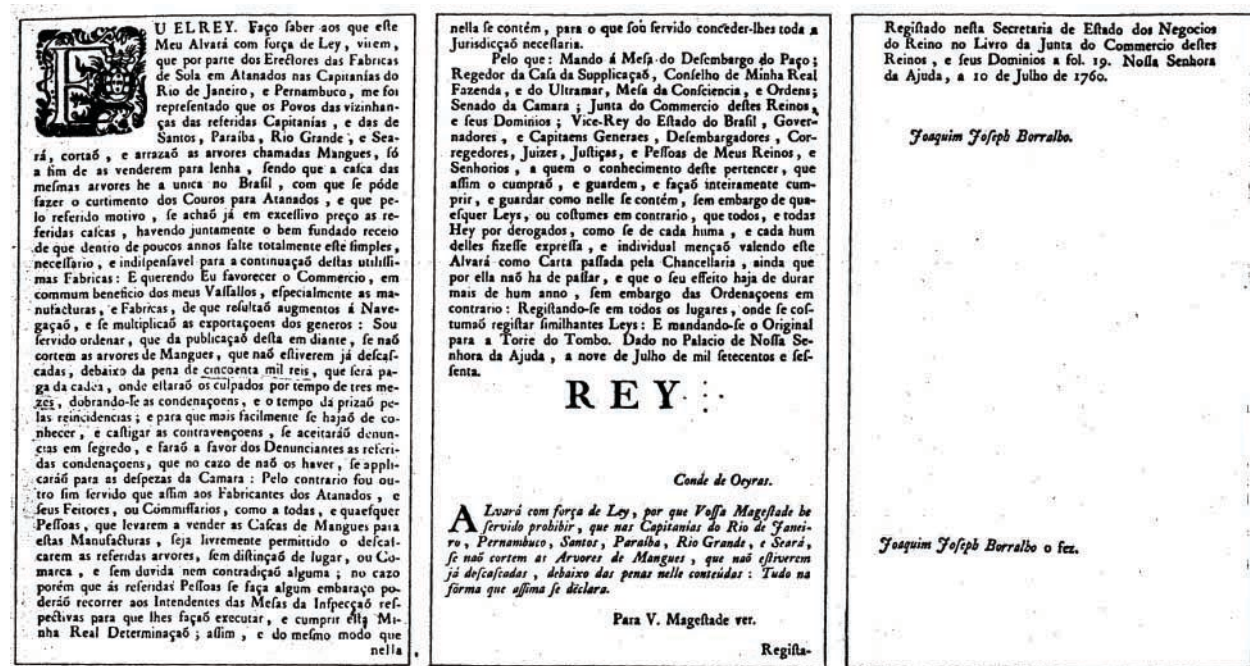 EU ELREY. Faço ſaber aos que eſte
Meu Alvará com força de Ley, virem,
que por parte dos Erectores das Fabricas
de Sola em Atanados nas Capitanías do
Rio de Janeiro, e Pernambuco, me foi
repreſentado que os Povos das vizinhan-
ças das referidas Capitanias, e das de
Santos, Paraíba, Rio Grande, e Sea-
rá, cortaõ, e arrazaõ as arvores chamadas Mangues, ſó
a fim de as venderem para lenha, ſendo que a caſca das
meſmas arvores he a unica no Braſil, com que ſe póde
fazer o curtimento dos Couros para Atanados, e que pe-
lo referido motivo, ſe achaõ já em exceſſivo preço as re-
feridas caſcas, havendo juntamente o bem fundado receio
de que dentro de poucos annos falte totalmente eſte ſimples,
neceſſario, e indiſpenſavel para a continuaçaõ deſtas utiliſſi-
mas Fabricas: E querendo Eu favorecer o Commercio, em
commum beneficio dos meus Vaſſallos, eſpecialmente as ma-
nufacturas, e Fabricas, de que reſultaõ augmentos á Nave-
gaçaõ, e ſe multiplicaõ as exportaçoens dos generos: Sou
ſervido ordenar, que da publicaçaõ deſta em diante, ſe naõ
cortem as arvores de Mangues, que naõ eſtiverem já deſcaſ-
cadas, debaixo da pena de cincoenta mil reis, que ſerá pa-
ga da cadea, onde eſtaraõ os culpados por tempo de tres me-
zes, dobrando-ſe as condenaçoens, e o tempo da prizaõ pe-
las reincidencias; e para que mais facilmente ſe hajaõ de co-
nhecer, e caſtigar as contravençoens, ſe aceitaráõ denun-
cias em ſegredo, e faraõ a favor dos Denunciantes as referi-
das condenaçoens, que no cazo de naõ os haver, ſe appli-
caráõ para as deſpezas da Camara: Pelo contrario ſou ou-
tro ſim ſervido que aſſim aos Fabricantes dos Atanados, e
ſeus Feitores, ou Commiſſarios, como a todas, e quaeſquer
Peſſoas, que levarem a vender as Caſcas de Mangues para
eſtas Manufacturas, ſeja livremente permittido o deſcaſ-
carem as referidas arvores, ſem diſtinçaõ de lugar, ou Co-
marca, e ſem duvida nem contradiçaõ alguma; no cazo
porém que ás referidas Peſſoas ſe faça algum embaraço po-
deráõ recorrer aos Intendentes das Meſas da Inſpecçaõ reſ-
pectivas para que lhes façaõ executar, e cumprir eſta Mi-
nha Real Determinaçaõ; aſſim, e do meſmo modo que
nella
nella ſe contém, para o que ſou ſervido conceder-lhes toda a
Jurisdicçaõ neceſſaria.
Pelo que: Mando á Meſa do Deſembargo do Paço;
Regedor da Caſa da Supplicaçaõ, Conſelho de Minha Real
Fazenda, e do Ultramar, Meſa da Conſciencia, e Ordens;
Senado da Camara; Junta do Commercio deſtes Reinos,
e ſeus Dominios; Vice-Rey do Eſtado do Braſil, Gover-
nadores, e Capitaens Generaes, Deſembargadores, Cor-
regedores, Juizes, Juſtiças, e Peſſoas de Meus Reinos, e
Senhorios, a quem o conhecimento deſte pertencer, que
aſſim o cumpraõ, e guardem, e façaõ inteiramente cum-
prir, e guardar como nelle ſe contém, ſem embargo de qua-
eſquer Leys, ou coſtumes em contrario, que todos, e todas
Hey por derogados, como ſe de cada huma, e cada hum
delles fizeſſe expreſſa, e individual mençaõ valendo eſte
Alvará como Carta paſſada pela Chancellaria, ainda que
por ella naõ ha de paſſar, e que o ſeu effeito haja de durar
mais de hum anno, ſem embargo das Ordenaçoens em
contrario: Regiſtando-ſe em todos os lugares, onde ſe coſ-
tumaõ regiſtar ſimilhantes Leys: E mandando-ſe o Original
para a Torre do Tombo. Dado no Palacio de Noſſa Se-
nhora da Ajuda, a nove de Julho de mil ſetecentos e ſeſ-
ſenta.
REY
Conde de Oeyras.
ALvará com força de Ley, por que Voſſa Mageſtade he
ſervido prohibir, que nas Capitanías do Rio de Janei-
ro, Pernambuco, Santos, Paraíba, Rio Grande, e Seará,
ſe naõ cortem as Arvores de Mangues, que naõ eſtiverem
já deſcaſcadas, debaixo das penas nelle conteúdas: Tudo na
fórma que aſſima ſe déclara.
Para V. Mageſtade ver.
Regiſta-
Regiſtado neſta Secretaria de Eſtado dos Negocios
do Reino no Livro da Junta do Commercio deſtes
Reinos, e ſeus Dominios a fol. 19. Noſſa Senhora
da Ajuda, a 10 de Julho de 1760.
Joaquim Joſeph Borralho.
Joaquim Joſeph Borralho o fez.